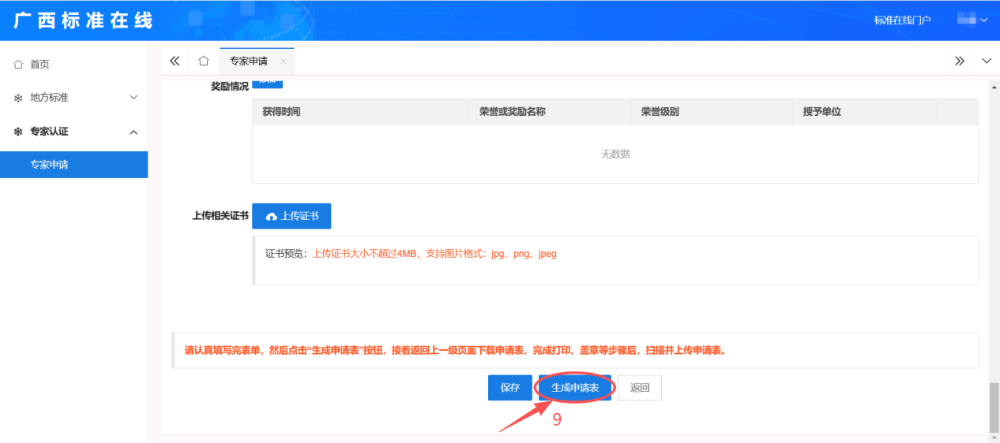 广西标准在线
标准在线门户
首页
专家申请
地方标准
奖励情况
获得时间 荣誉或奖励名称 荣誉级别 授予单位
专家认证
无数据
专家申请
上传相关证书 上传证书
证书预览：上传证书大小不超过4MB，支持图片格式：jpg、png、jpeg
请认真填写完表单，然后点击“生成申请表”按钮，接着返回上一级页面下载申请表，完成打印、盖章等步骤后，扫描并上传申请表。
保存 生成申请表 返回
9